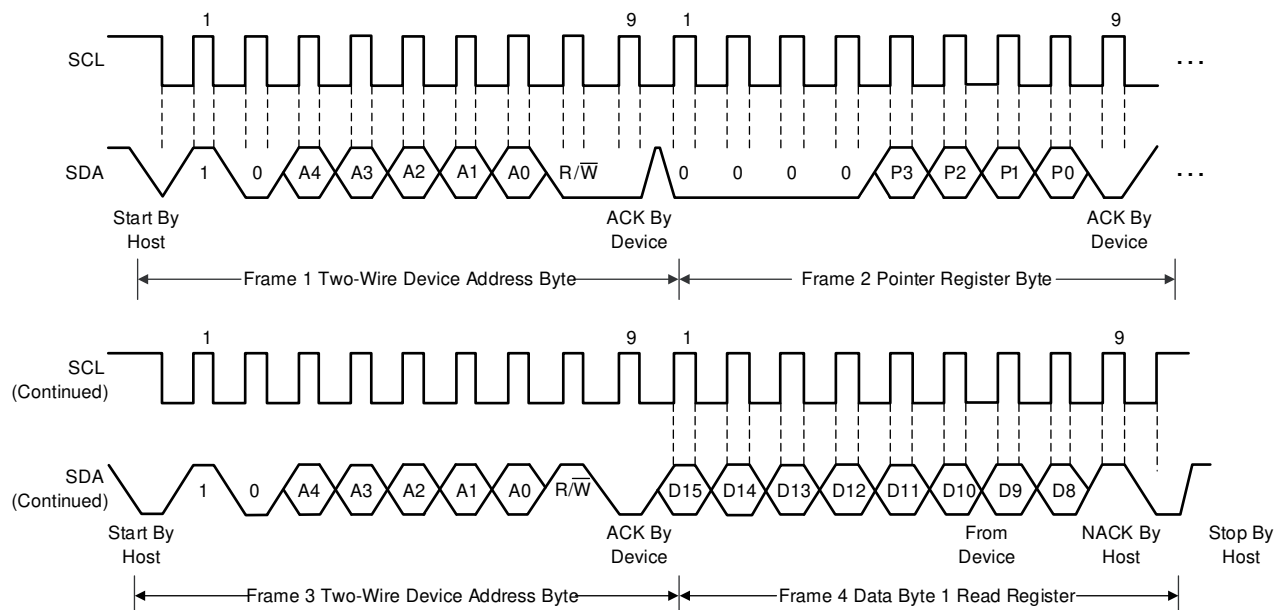 1 9 1 9
SCL ...
SDA 1 0 A4 A3 A2 A1 A0 R/W̅ 0 0 0 0 P3 P2 P1 P0 ...
Start By ACK By ACK By
Host Device Device
Frame 1 Two-Wire Device Address Byte Frame 2 Pointer Register Byte
1 9 1 9
SCL
(Continued)
SDA 1 0 A4 A3 A2 A1 A0 R/W̅ D15 D14 D13 D12 D11 D10 D9 D8
(Continued)
Start By ACK By From NACK By Stop By
Host Device Device Host Host
Frame 3 Two-Wire Device Address Byte Frame 4 Data Byte 1 Read Register